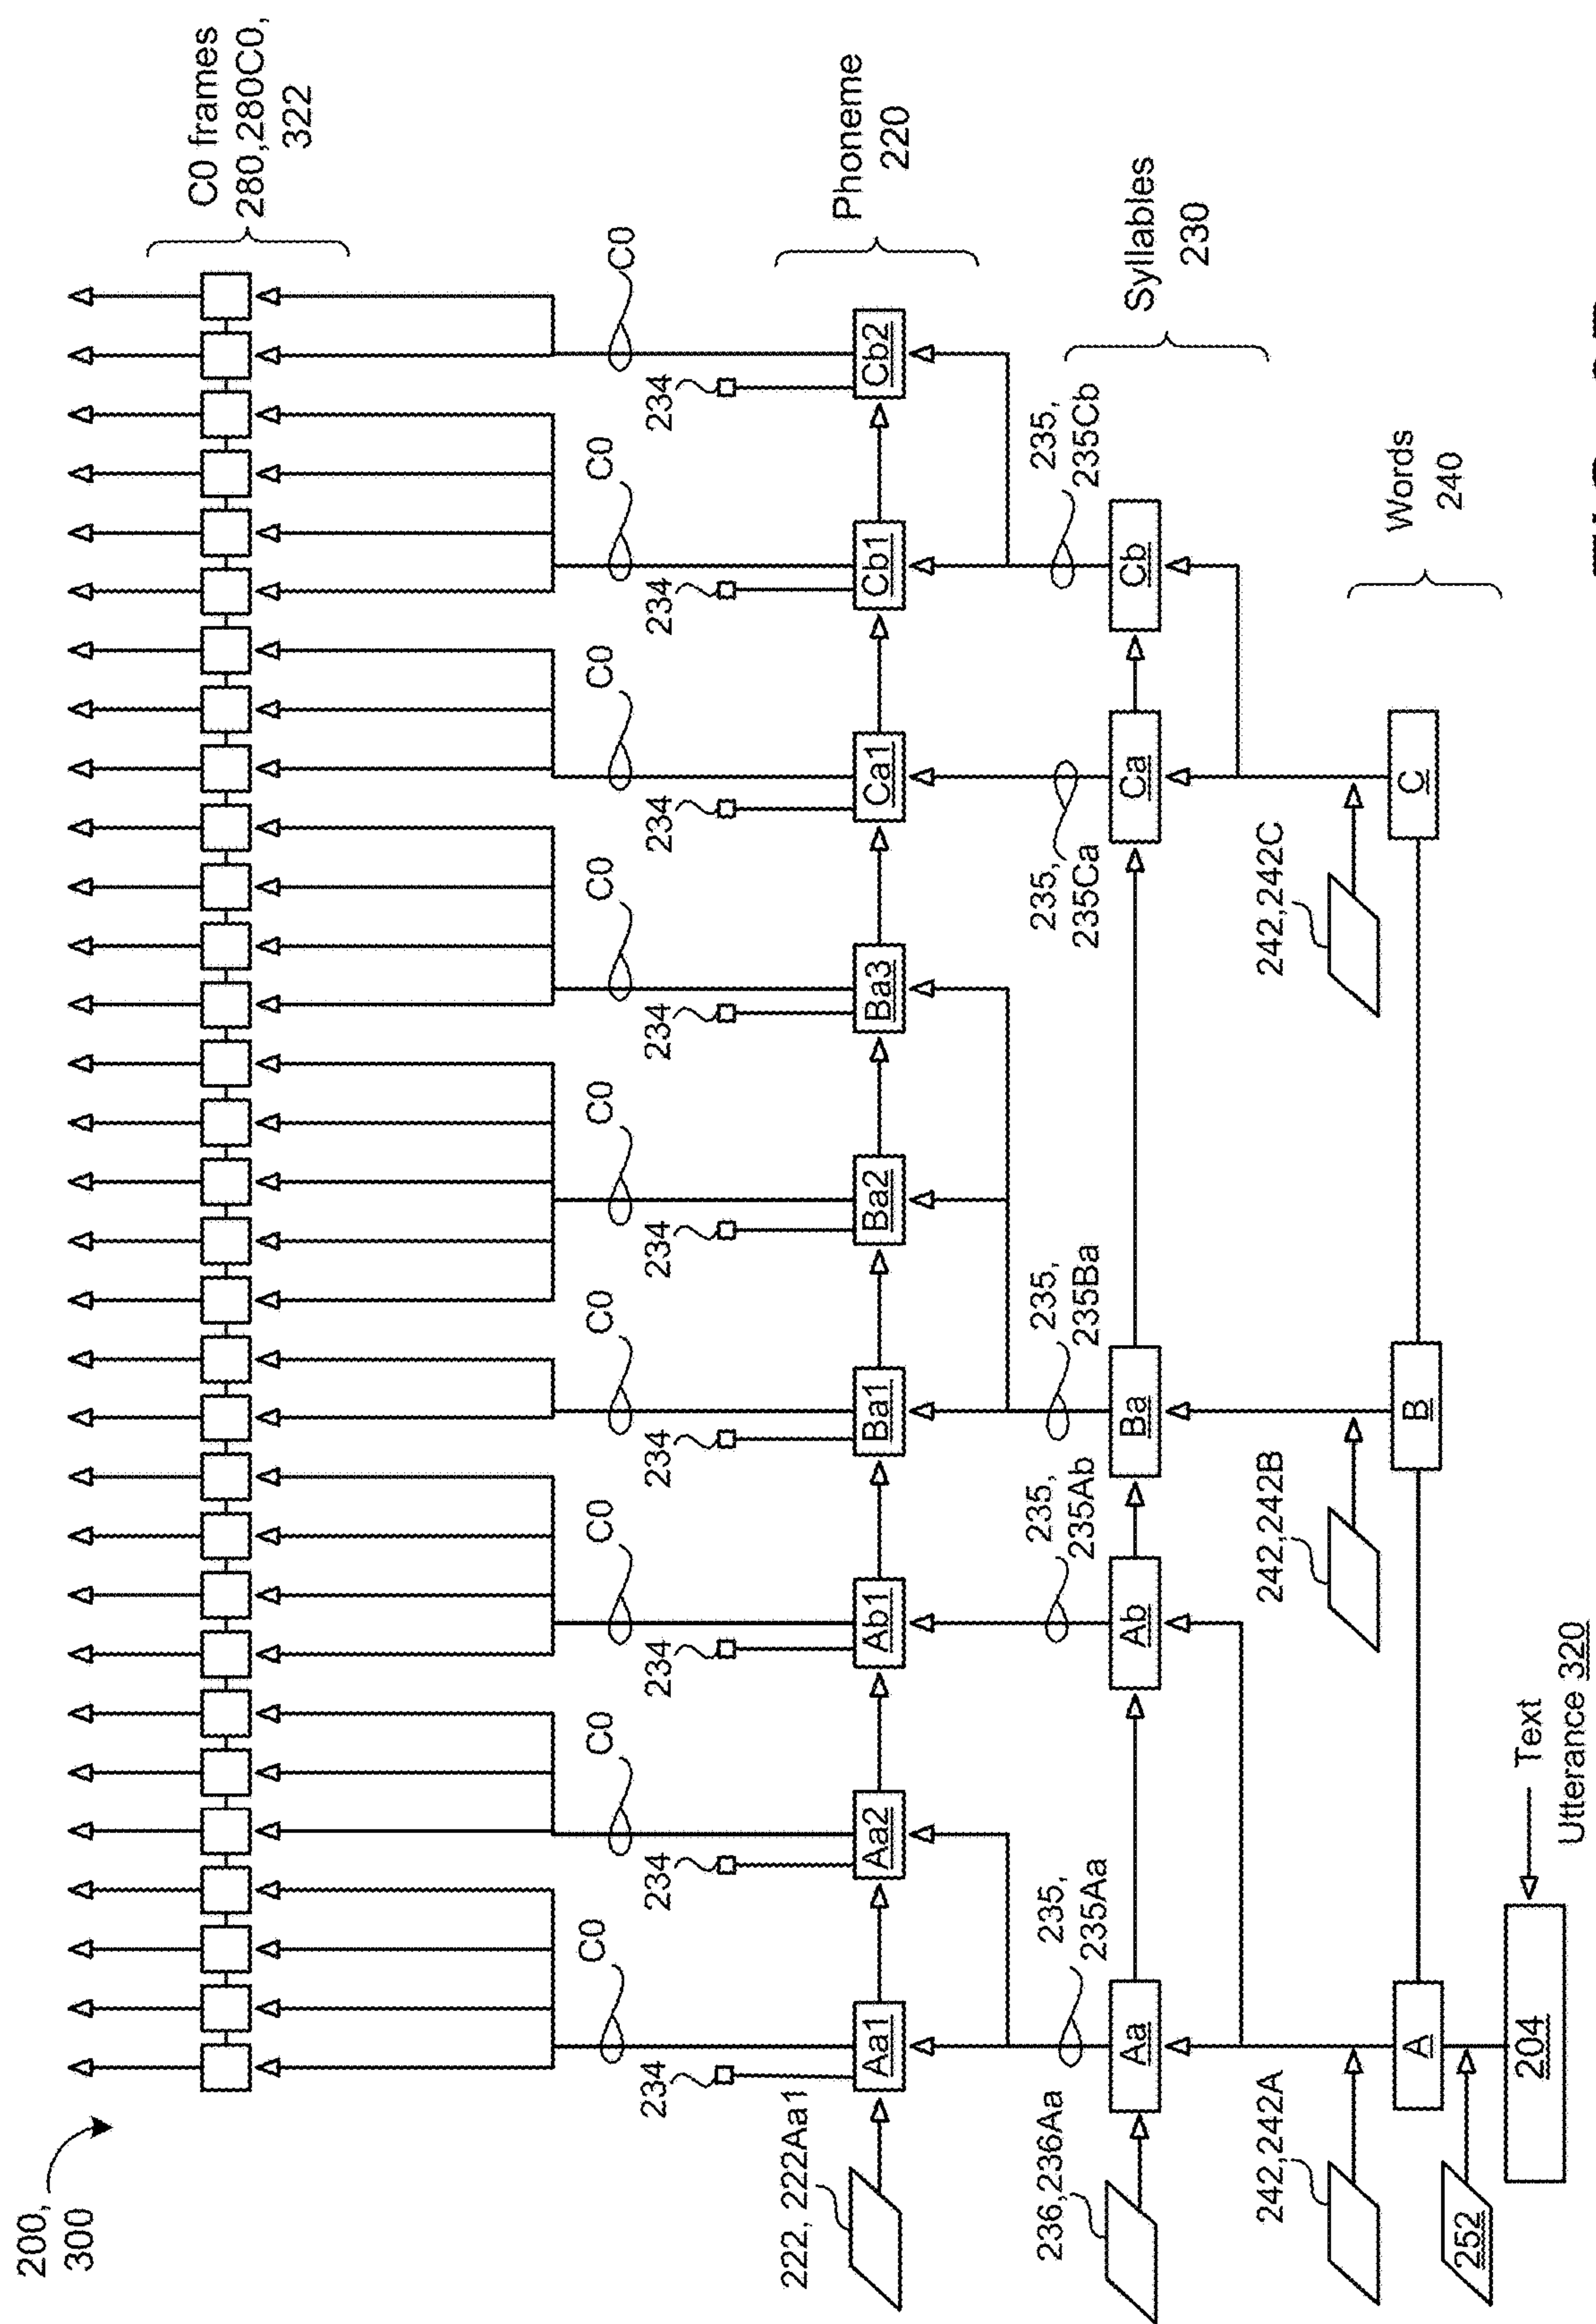 200,
300
C0 frames
280,280C0,
322
C0
C0
C0
C0
C0
C0
C0
C0
C0
234
234
234
234
234
234
234
234
234
Phoneme
220
222, 222Aa1
Aa1
Aa2
Ab1
Ba1
Ba2
Ba3
Ca1
Cb1
Cb2
235,
235Aa
235,
235Ab
235,
235Ba
235,
235Ca
235,
235Cb
Syllables
230
236,236Aa
Aa
Ab
Ba
Ca
Cb
242,242A
242,242B
242,242C
Words
240
A
B
C
252
204
Text
Utterance 320